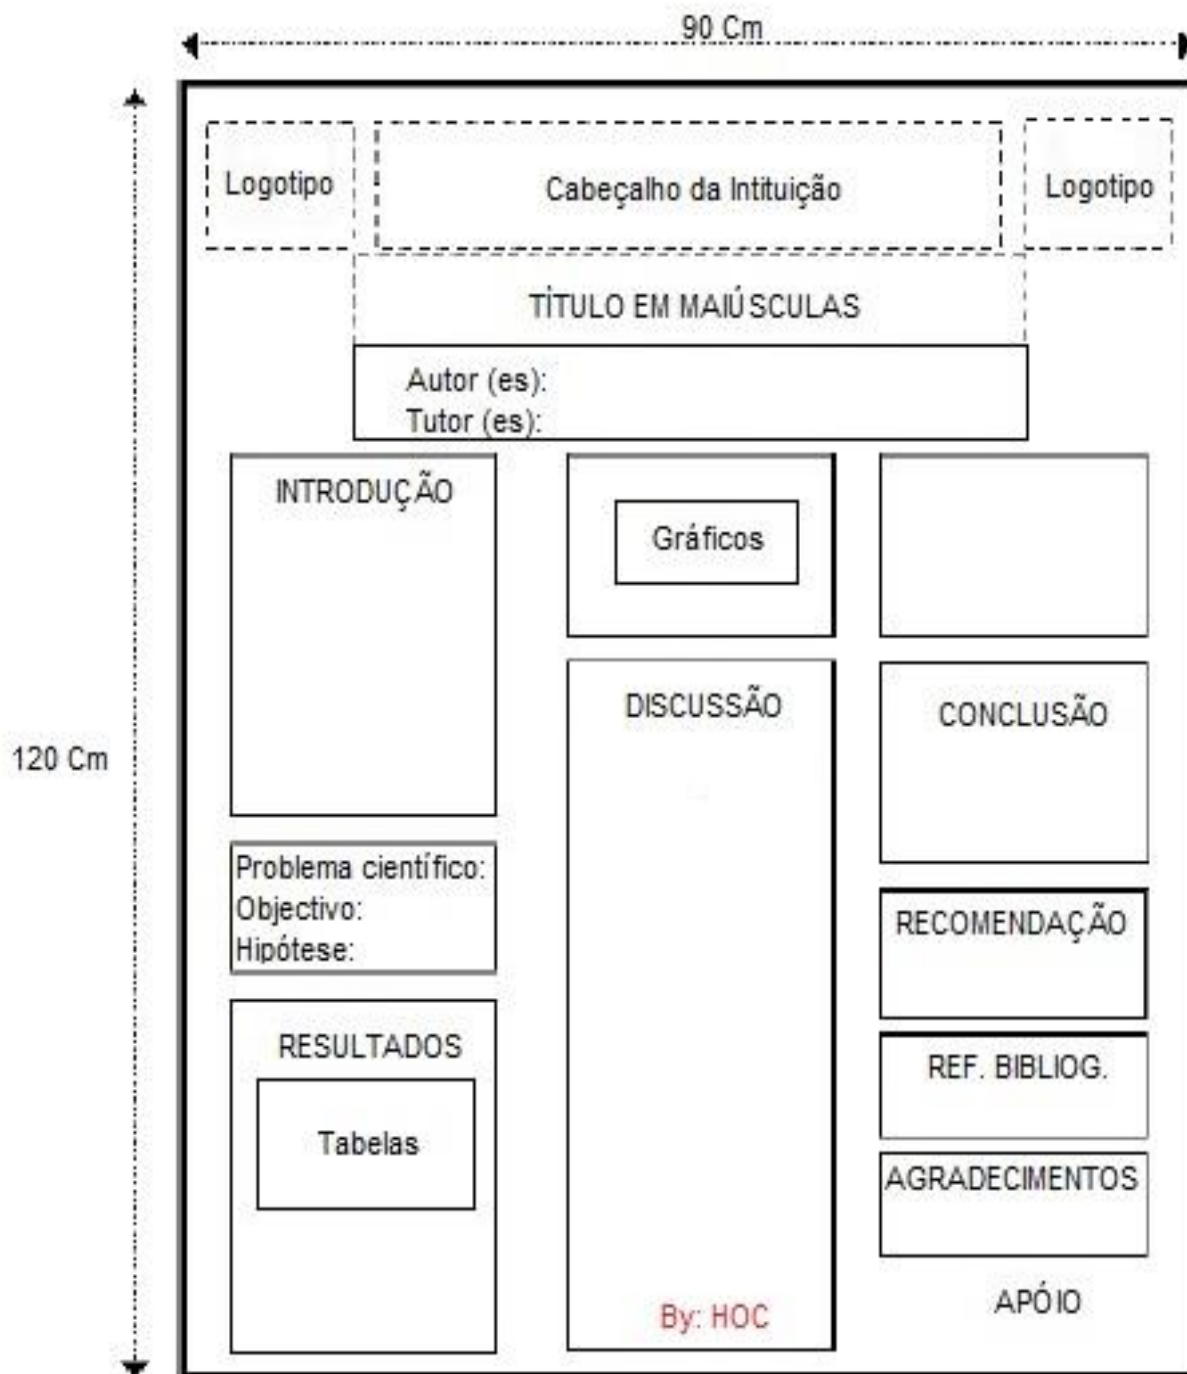 90 Cm
Logotipo
Cabeçalho da Intituição
Logotipo
TÍTULO EM MAIÚSCULAS
Autor (es):
Tutor (es):
INTRODUÇÃO
Problema científico:
Objectivo:
Hipótese:
RESULTADOS
Tabelas
Gráficos
DISCUSSÃO
By: HOC
CONCLUSÃO
RECOMENDAÇÃO
REF. BIBLIOG.
AGRADECIMENTOS
APÓIO
120 Cm